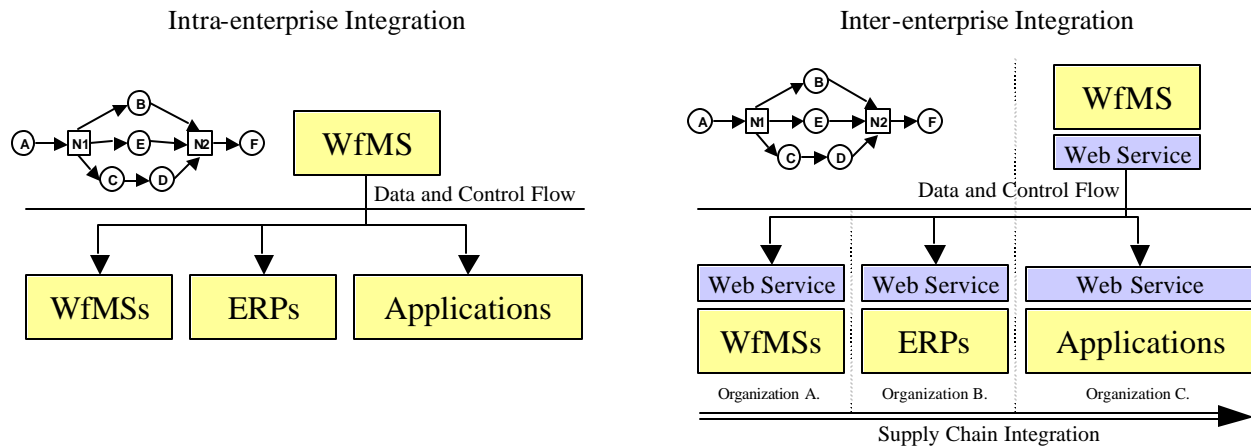 Intra-enterprise Integration
A
N1
B
E
C
D
N2
F
WfMS
Data and Control Flow
WfMSs
ERPs
Applications
Inter-enterprise Integration
A
N1
B
E
C
D
N2
F
WfMS
Web Service
Data and Control Flow
Web Service
Web Service
Web Service
WfMSs
ERPs
Applications
Organization A.
Organization B.
Organization C.
Supply Chain Integration